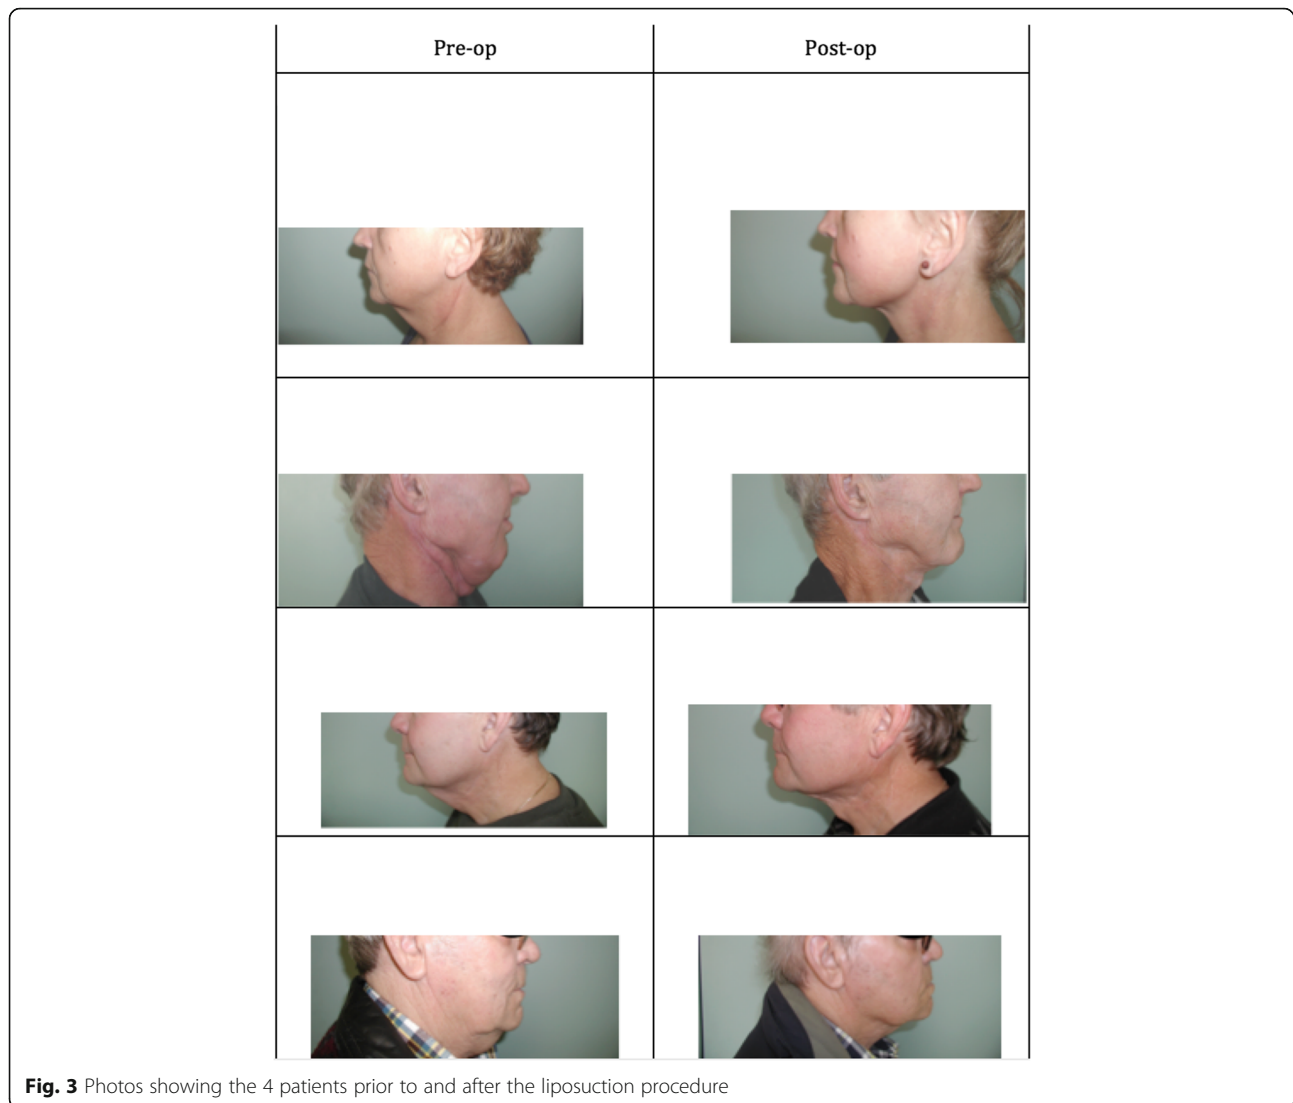 Pre-op
Post-op
Fig. 3 Photos showing the 4 patients prior to and after the liposuction procedure